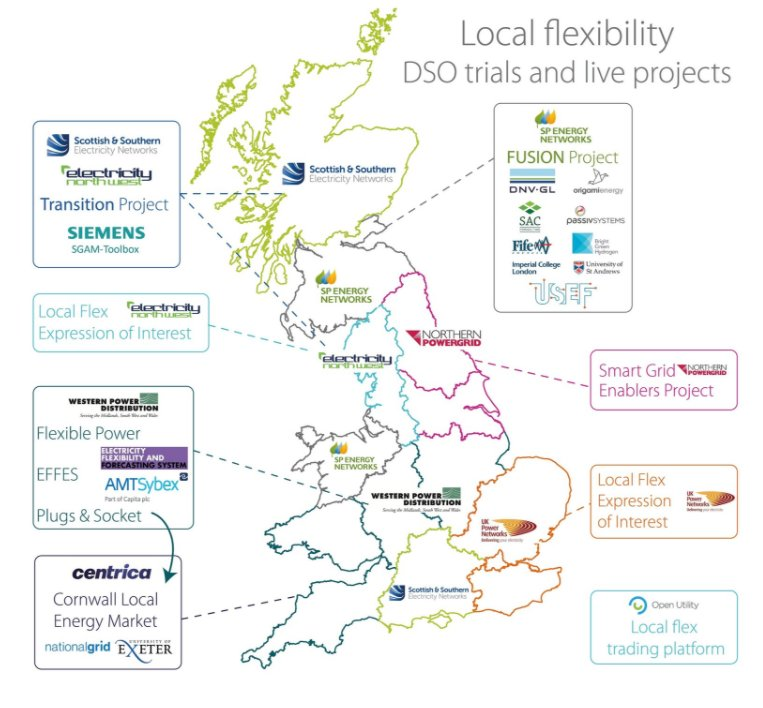 Local flexibility
DSO trials and live projects
Scottish & Southern
Electricity Networks
electricity
north west
Transition Project
SIEMENS
SGAM-Toolbox
Scottish & Southern
Electricity Networks
SP ENERGY
NETWORKS
FUSION Project
DNV·GL
origamienergy
SAC
PASSIVSYSTEMS
Fife
Bright
Green
Hydrogen
Imperial College
London
University of
St Andrews
USEF
SP ENERGY
NETWORKS
Local Flex
Expression of Interest
electricity
north west
electricity
north west
NORTHERN
POWERGRID
Smart Grid
Enablers Project
NORTHERN
POWERGRID
WESTERN POWER
DISTRIBUTION
Serving the Midlands, South West and Wales
Flexible Power
EFFES
ELECTRICITY
FLEXIBILITY AND
FORECASTING SYSTEM
AMTSybex
Part of Capita plc
Plugs & Socket
SP ENERGY
NETWORKS
WESTERN POWER
DISTRIBUTION
Serving the Midlands, South West and Wales
Local Flex
Expression
of Interest
UK
Power
Networks
Delivering your electricity
UK
Power
Networks
Delivering your electricity
centrica
Cornwall Local
Energy Market
nationalgrid
UNIVERSITY OF
EXETER
Scottish & Southern
Electricity Networks
Open Utility
Local flex
trading platform